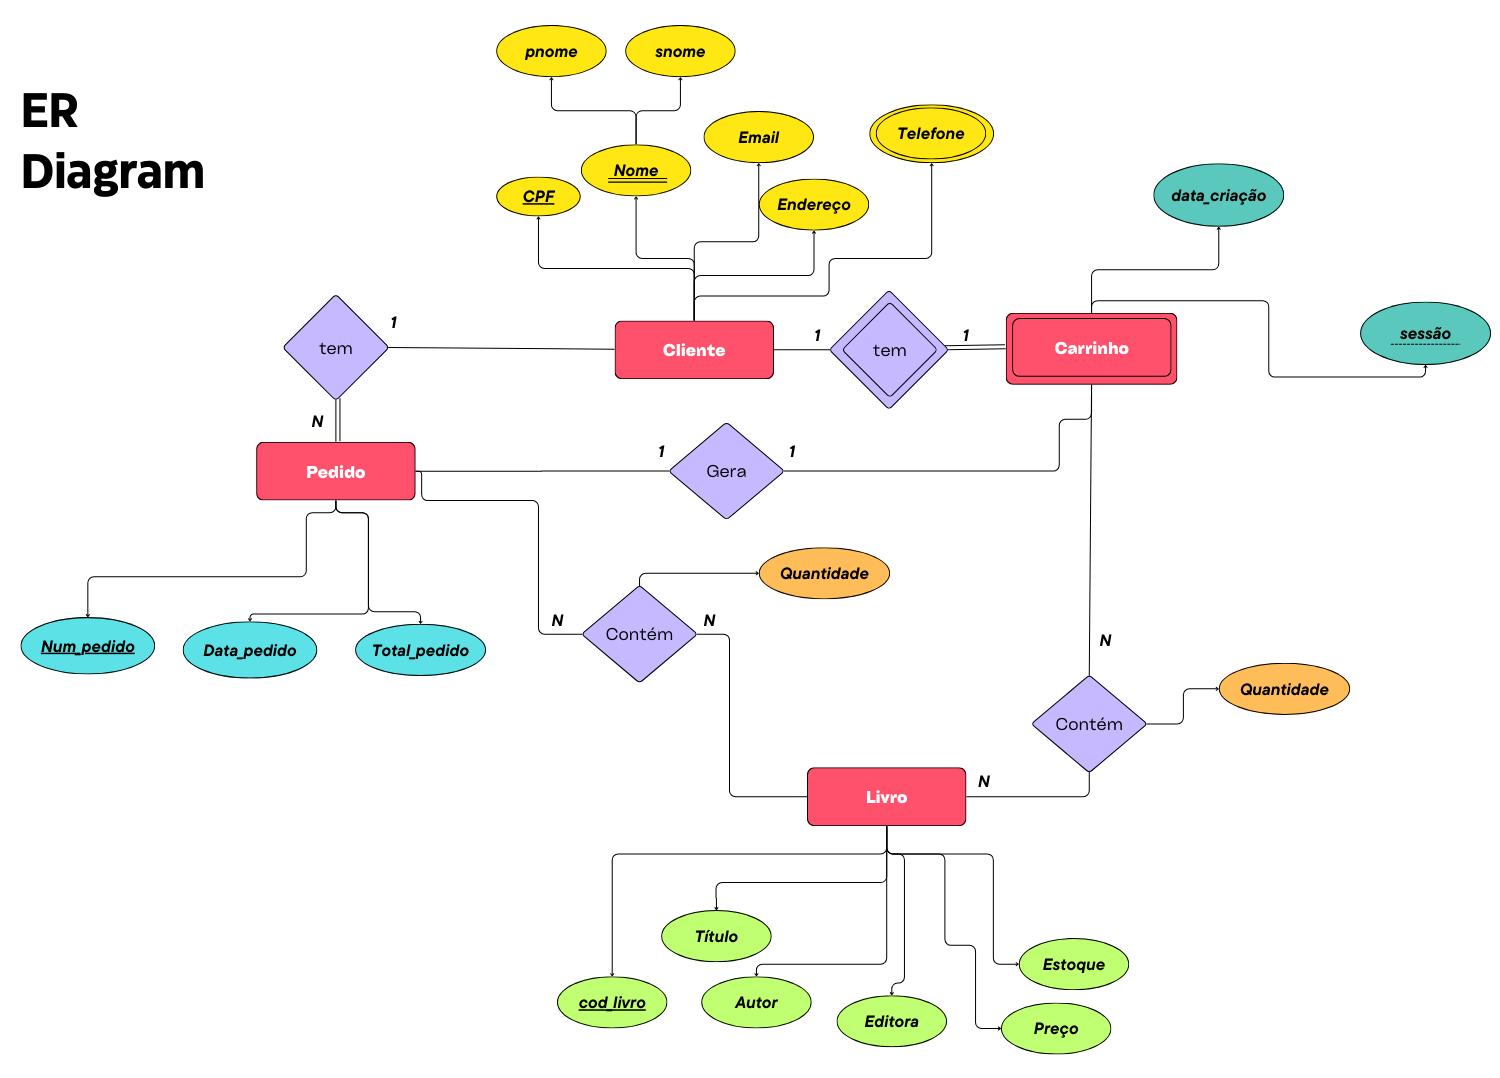 ER
Diagram
pnome
snome
Email
Telefone
Nome
CPF
Endereço
data_criação
sessão
tem
1
Cliente
1
tem
1
Carrinho
N
Pedido
1
Gera
1
Quantidade
N
Contém
N
N
Num_pedido
Data_pedido
Total_pedido
Quantidade
Contém
Livro
N
Título
Estoque
cod_livro
Autor
Editora
Preço